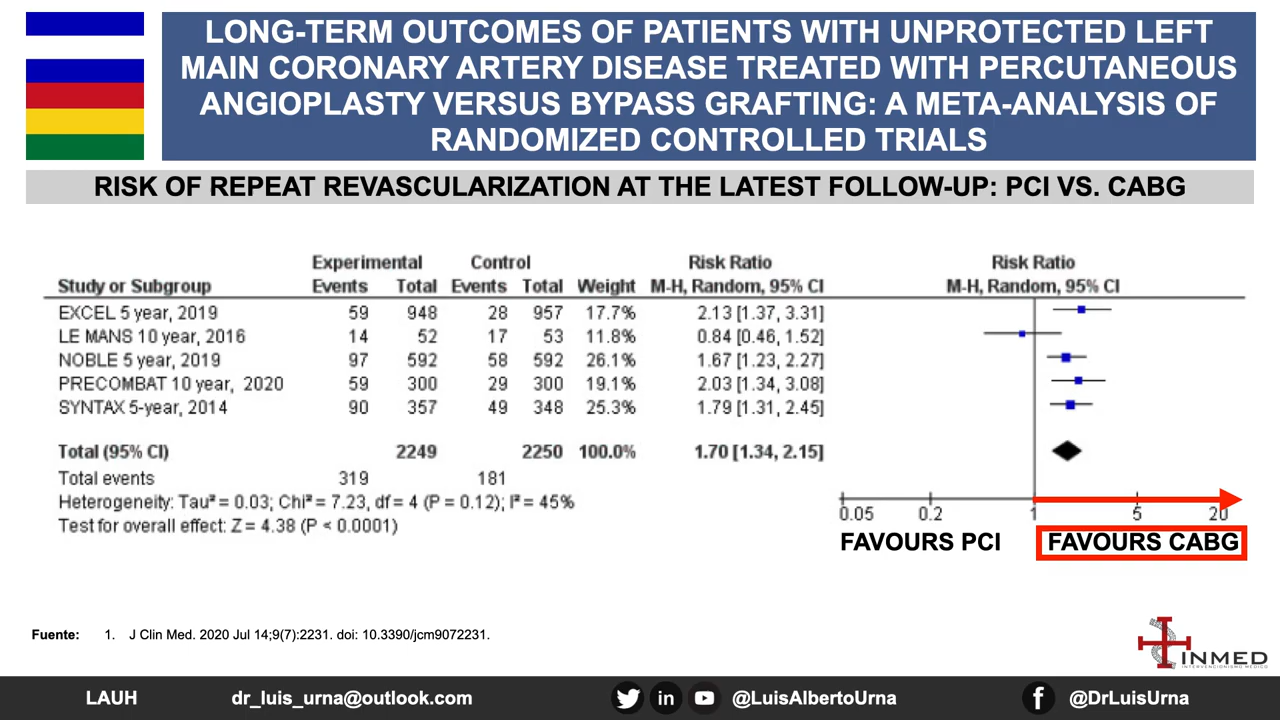 LONG-TERM OUTCOMES OF PATIENTS WITH UNPROTECTED LEFT
MAIN CORONARY ARTERY DISEASE TREATED WITH PERCUTANEOUS
ANGIOPLASTY VERSUS BYPASS GRAFTING: A META-ANALYSIS OF
RANDOMIZED CONTROLLED TRIALS
RISK OF REPEAT REVASCULARIZATION AT THE LATEST FOLLOW-UP: PCI VS. CABG
Experimental Control Risk Ratio Risk Ratio
Study or Subgroup Events Total Events Total Weight M-H, Random, 95% CI M-H, Random, 95% CI
EXCEL 5 year, 2019 59 948 28 957 17.7% 2.13 [1.37, 3.31]
LE MANS 10 year, 2016 14 52 17 53 11.8% 0.84 [0.46, 1.52]
NOBLE 5 year, 2019 97 592 58 592 26.1% 1.67 [1.23, 2.27]
PRECOMBAT 10 year, 2020 59 300 29 300 19.1% 2.03 [1.34, 3.08]
SYNTAX 5-year, 2014 90 357 49 348 25.3% 1.79 [1.31, 2.45]
Total (95% CI) 2249 2250 100.0% 1.70 [1.34, 2.15]
Total events 319 181
Heterogeneity: Tau² = 0.03; Chi² = 7.23, df = 4 (P = 0.12); I² = 45%
Test for overall effect: Z = 4.38 (P < 0.0001)
0.05 0.2 1 5 20
FAVOURS PCI FAVOURS CABG
Fuente: 1. J Clin Med. 2020 Jul 14;9(7):2231. doi: 10.3390/jcm9072231.
INMED
INTERVENCIONISMO MÉDICO
LAUH dr_luis_urna@outlook.com @LuisAlbertoUrna @DrLuisUrna